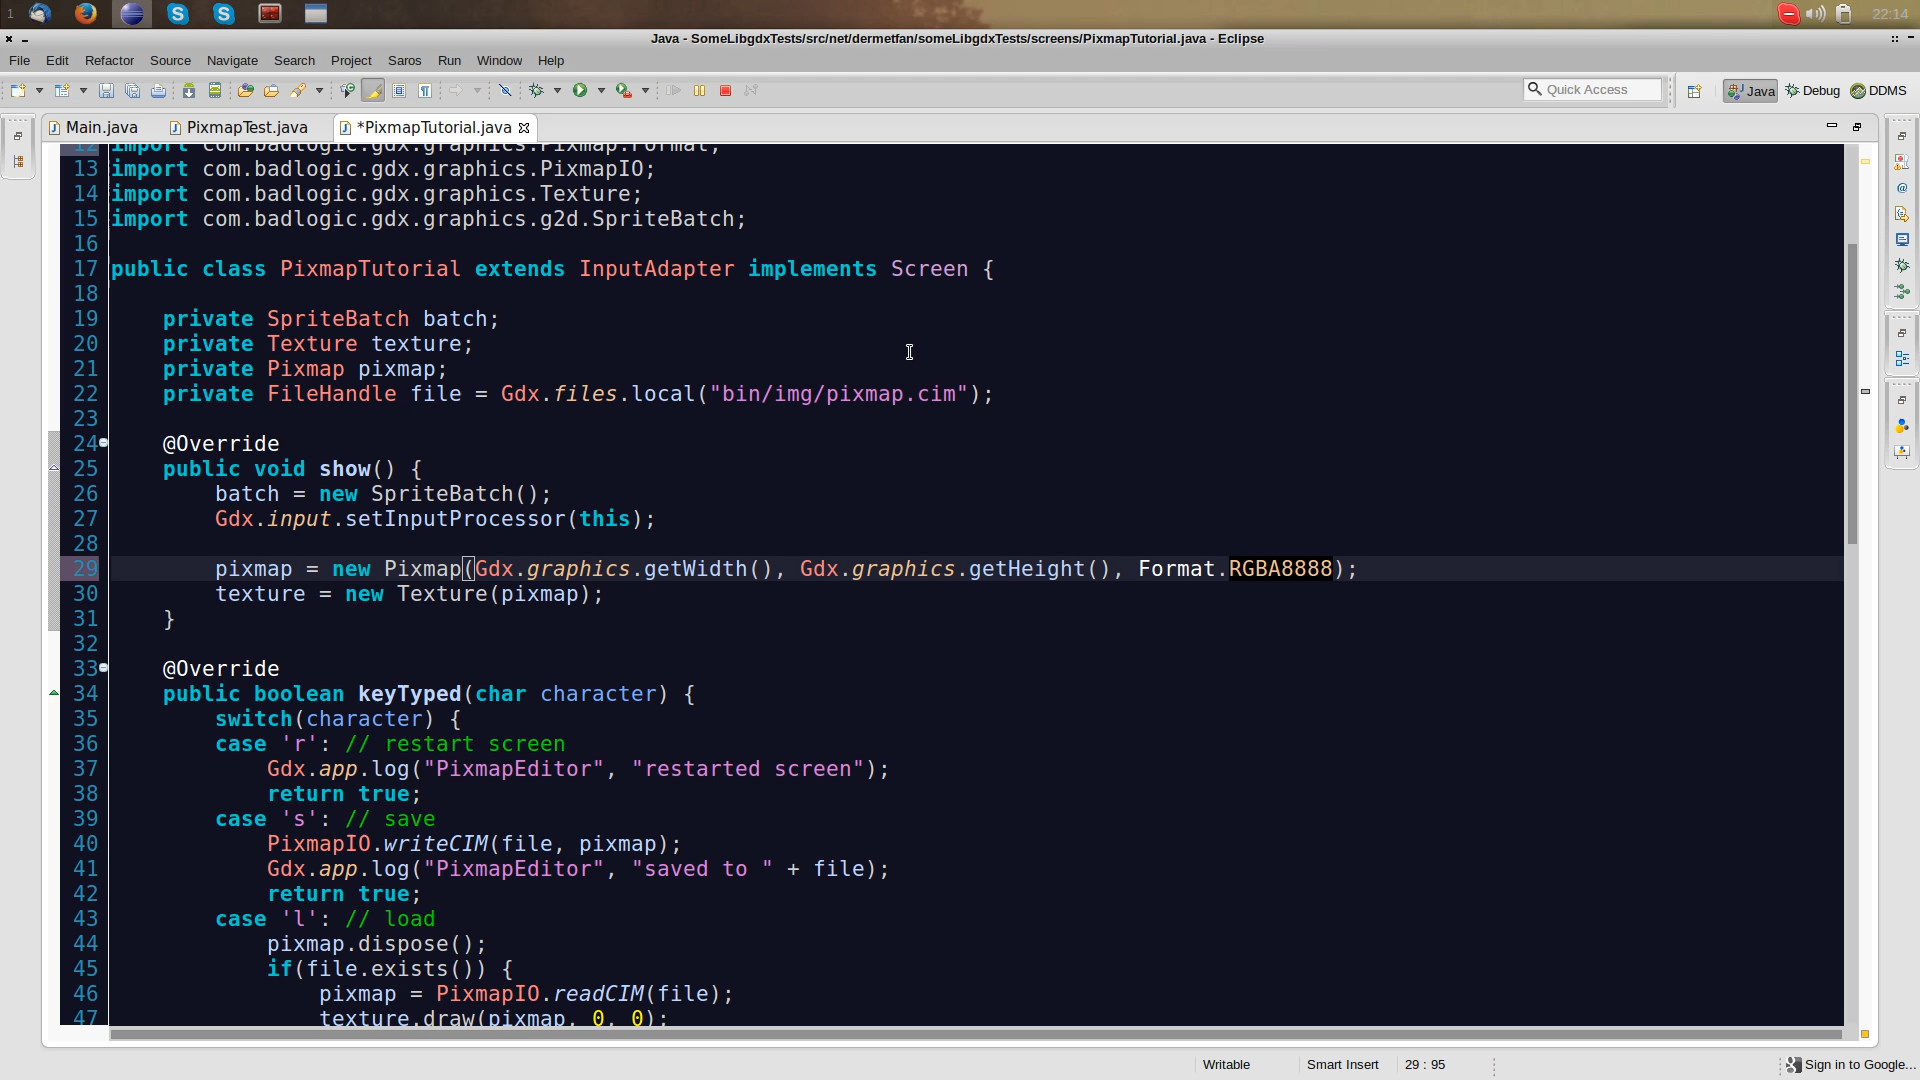 1
22:14
Java - SomeLibgdxTests/src/net/dermetfan/someLibgdxTests/screens/PixmapTutorial.java - Eclipse
File Edit Refactor Source Navigate Search Project Saros Run Window Help
Quick Access
Java Debug DDMS
Main.java PixmapTest.java *PixmapTutorial.java
12 import com.badlogic.gdx.graphics.Pixmap.Format;
13 import com.badlogic.gdx.graphics.PixmapIO;
14 import com.badlogic.gdx.graphics.Texture;
15 import com.badlogic.gdx.graphics.g2d.SpriteBatch;
16
17 public class PixmapTutorial extends InputAdapter implements Screen {
18
19 private SpriteBatch batch;
20 private Texture texture;
21 private Pixmap pixmap;
22 private FileHandle file = Gdx.files.local("bin/img/pixmap.cim");
23
24 @Override
25 public void show() {
26 batch = new SpriteBatch();
27 Gdx.input.setInputProcessor(this);
28
29 pixmap = new Pixmap(Gdx.graphics.getWidth(), Gdx.graphics.getHeight(), Format.RGBA8888);
30 texture = new Texture(pixmap);
31 }
32
33 @Override
34 public boolean keyTyped(char character) {
35 switch(character) {
36 case 'r': // restart screen
37 Gdx.app.log("PixmapEditor", "restarted screen");
38 return true;
39 case 's': // save
40 PixmapIO.writeCIM(file, pixmap);
41 Gdx.app.log("PixmapEditor", "saved to " + file);
42 return true;
43 case 'l': // load
44 pixmap.dispose();
45 if(file.exists()) {
46 pixmap = PixmapIO.readCIM(file);
47 texture.draw(pixmap, 0, 0);
Writable Smart Insert 29 : 95 Sign in to Google...